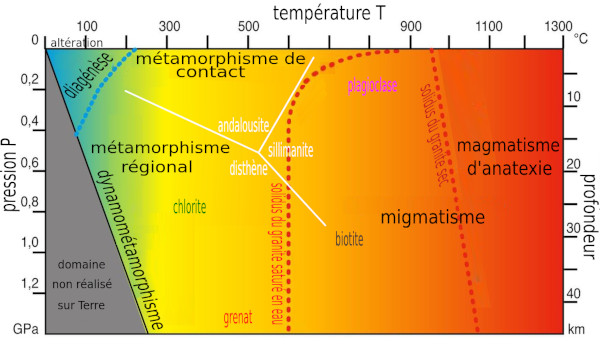 température T
100 300 500 900 1100 1300
°C
0
altération
métamorphisme de
contact
diagénèse
plagioclase
0,2
10
andalousite
sillimanite
disthène
solidus du granite sec
0,4
métamorphisme
régional
magmatisme
d'anatexie
pression P
profondeur
0,6
20
dynamométamorphisme
chlorite
solidus du granite saturé en eau
migmatisme
0,8
biotite
30
1,0
domaine
non réalisé
sur Terre
1,2
grenat
40
GPa
km